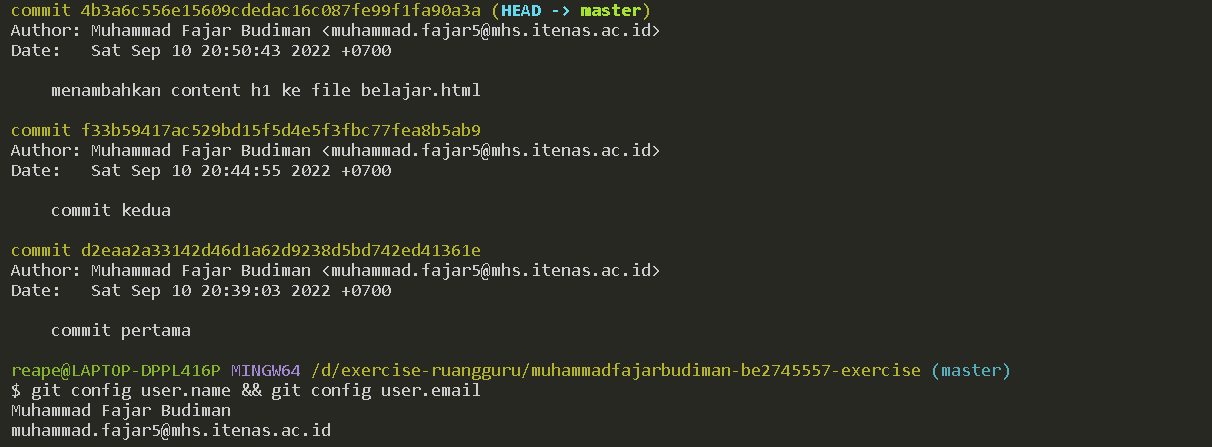 commit 4b3a6c556e15609cdedac16c087fe99f1fa90a3a (HEAD -> master)
Author: Muhammad Fajar Budiman <muhammad.fajar5@mhs.itenas.ac.id>
Date:   Sat Sep 10 20:50:43 2022 +0700
menambahkan content h1 ke file belajar.html
commit f33b59417ac529bd15f5d4e5f3fbc77fea8b5ab9
Author: Muhammad Fajar Budiman <muhammad.fajar5@mhs.itenas.ac.id>
Date:   Sat Sep 10 20:44:55 2022 +0700
commit kedua
commit d2eaa2a33142d46d1a62d9238d5bd742ed41361e
Author: Muhammad Fajar Budiman <muhammad.fajar5@mhs.itenas.ac.id>
Date:   Sat Sep 10 20:39:03 2022 +0700
commit pertama
reape@LAPTOP-DPPL416P MINGW64 /d/exercise-ruangguru/muhammadfajarbudiman-be2745557-exercise (master)
$ git config user.name && git config user.email
Muhammad Fajar Budiman
muhammad.fajar5@mhs.itenas.ac.id